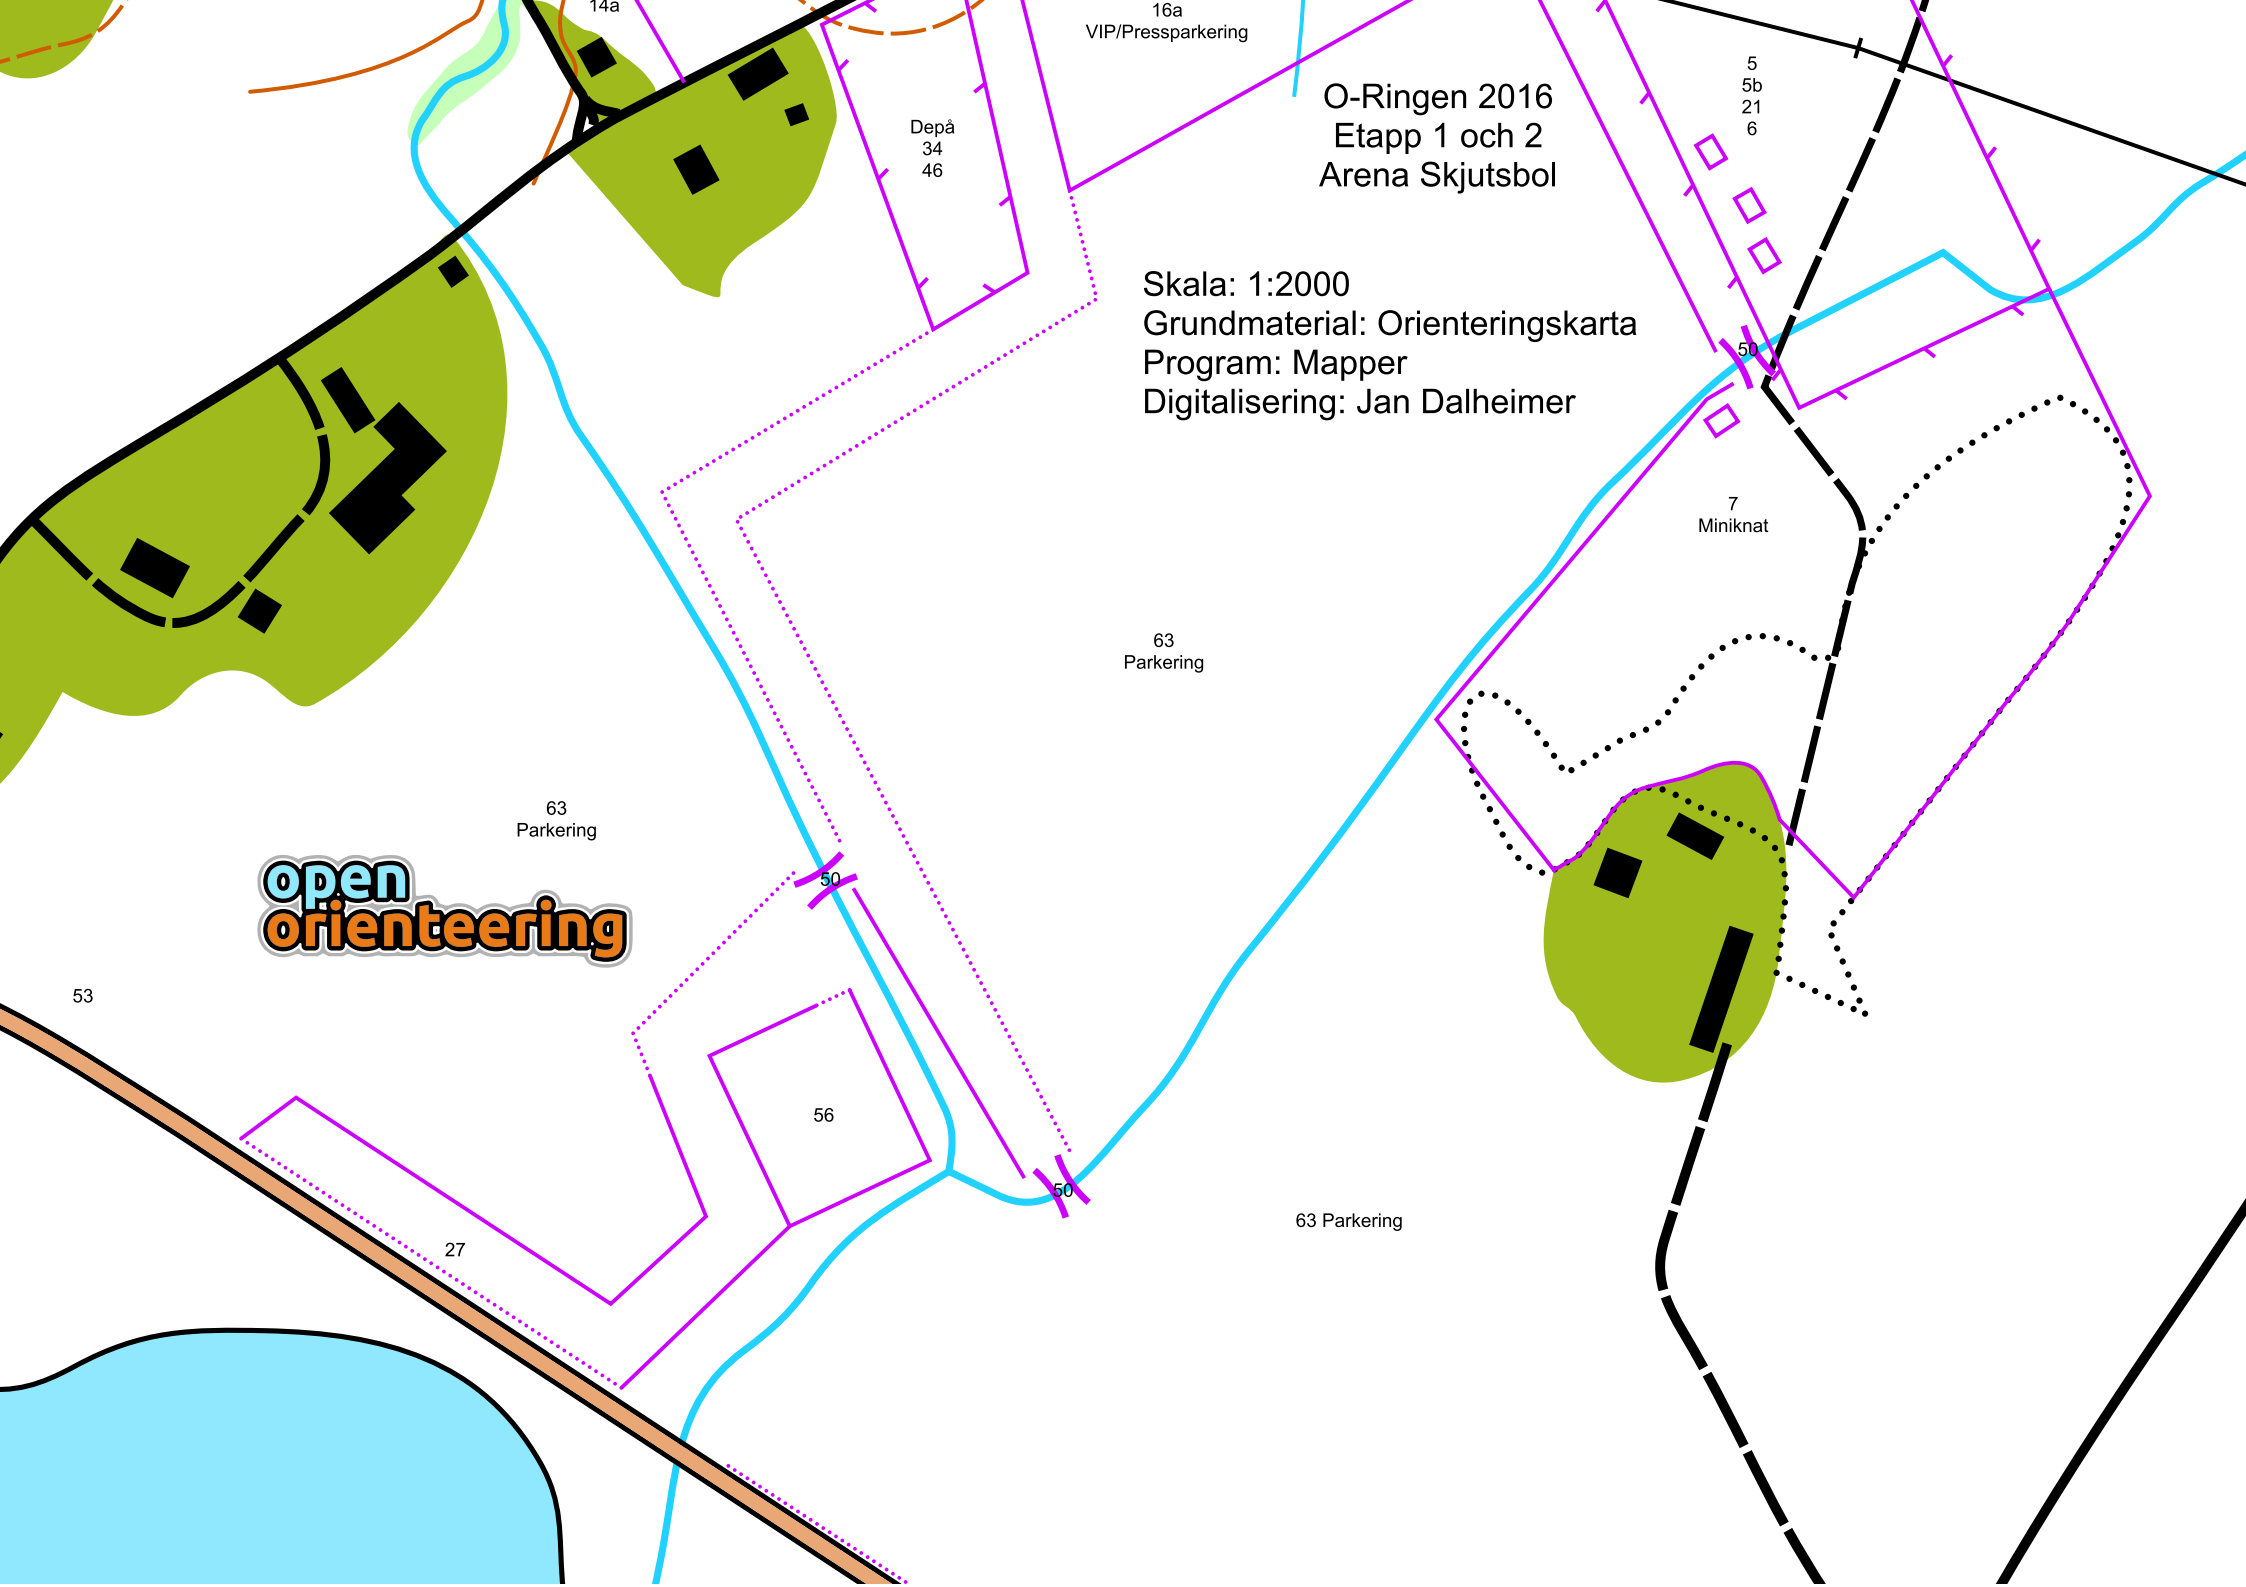 14a
16a
VIP/Pressparkering
5
5b
21
6
O-Ringen 2016
Etapp 1 och 2
Arena Skjutsbol
Depå
34
46
Skala: 1:2000
Grundmaterial: Orienteringskarta
Program: Mapper
Digitalisering: Jan Dalheimer
50
7
Miniknat
63
Parkering
63
Parkering
50
open
orienteering
53
56
50
63 Parkering
27